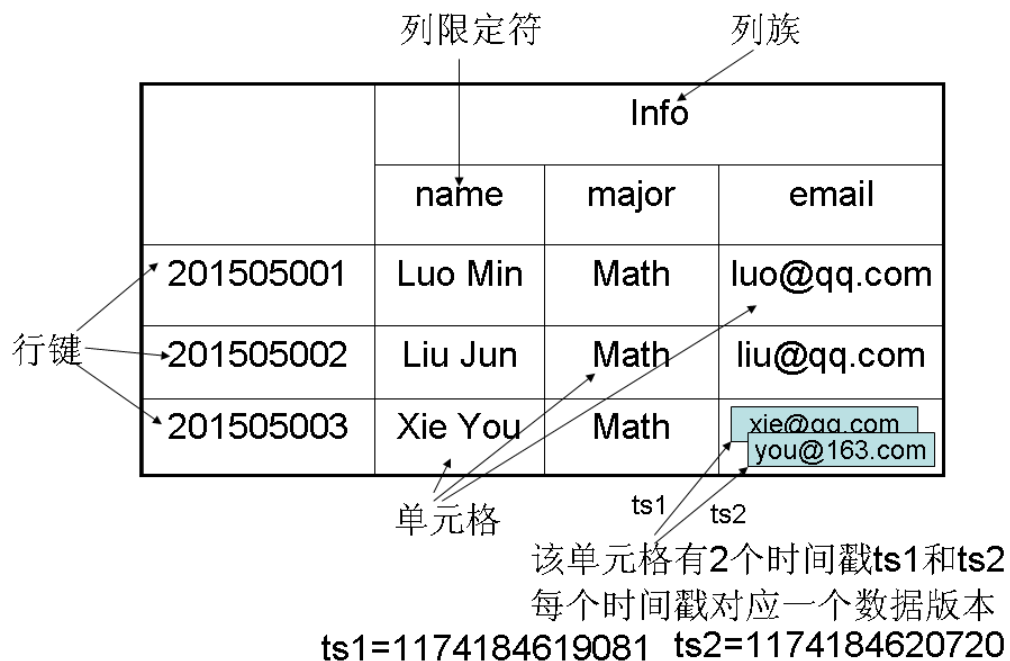 列限定符 列族
Info
name major email
201505001 Luo Min Math luo@qq.com
行键
201505002 Liu Jun Math liu@qq.com
201505003 Xie You Math xie@qq.com
you@163.com
单元格 ts1 ts2
该单元格有2个时间戳ts1和ts2
每个时间戳对应一个数据版本
ts1=1174184619081 ts2=1174184620720